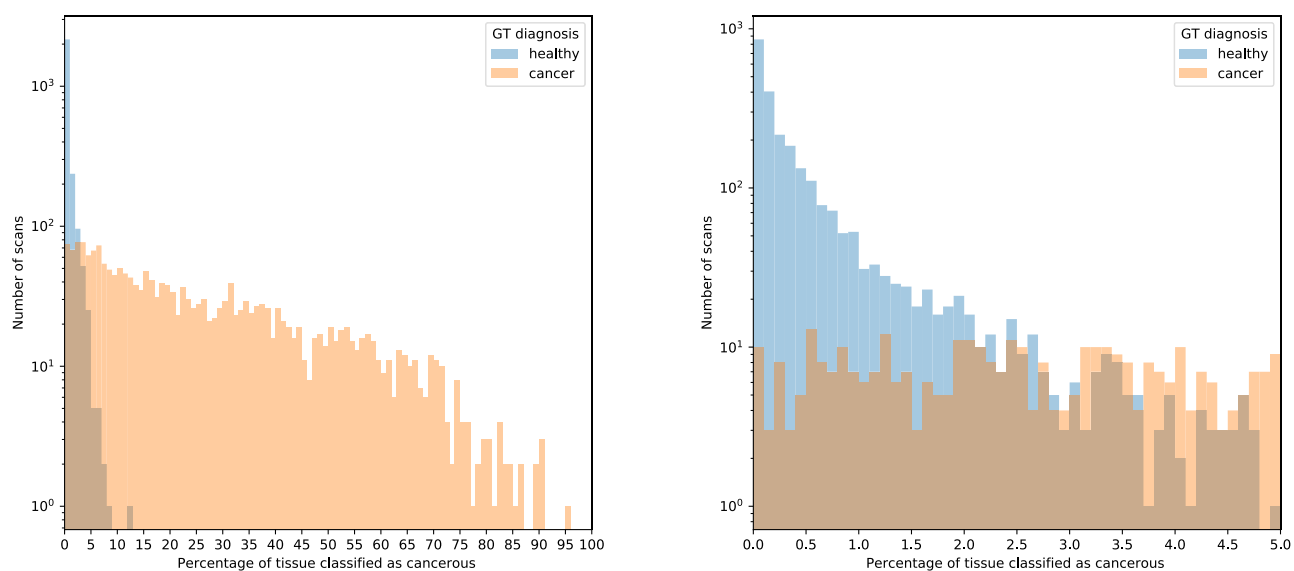 GT diagnosis
healthy
cancer
10³
10²
10¹
10⁰
Number of scans
0 5 10 15 20 25 30 35 40 45 50 55 60 65 70 75 80 85 90 95 100
Percentage of tissue classified as cancerous
GT diagnosis
healthy
cancer
10³
10²
10¹
10⁰
Number of scans
0.0 0.5 1.0 1.5 2.0 2.5 3.0 3.5 4.0 4.5 5.0
Percentage of tissue classified as cancerous